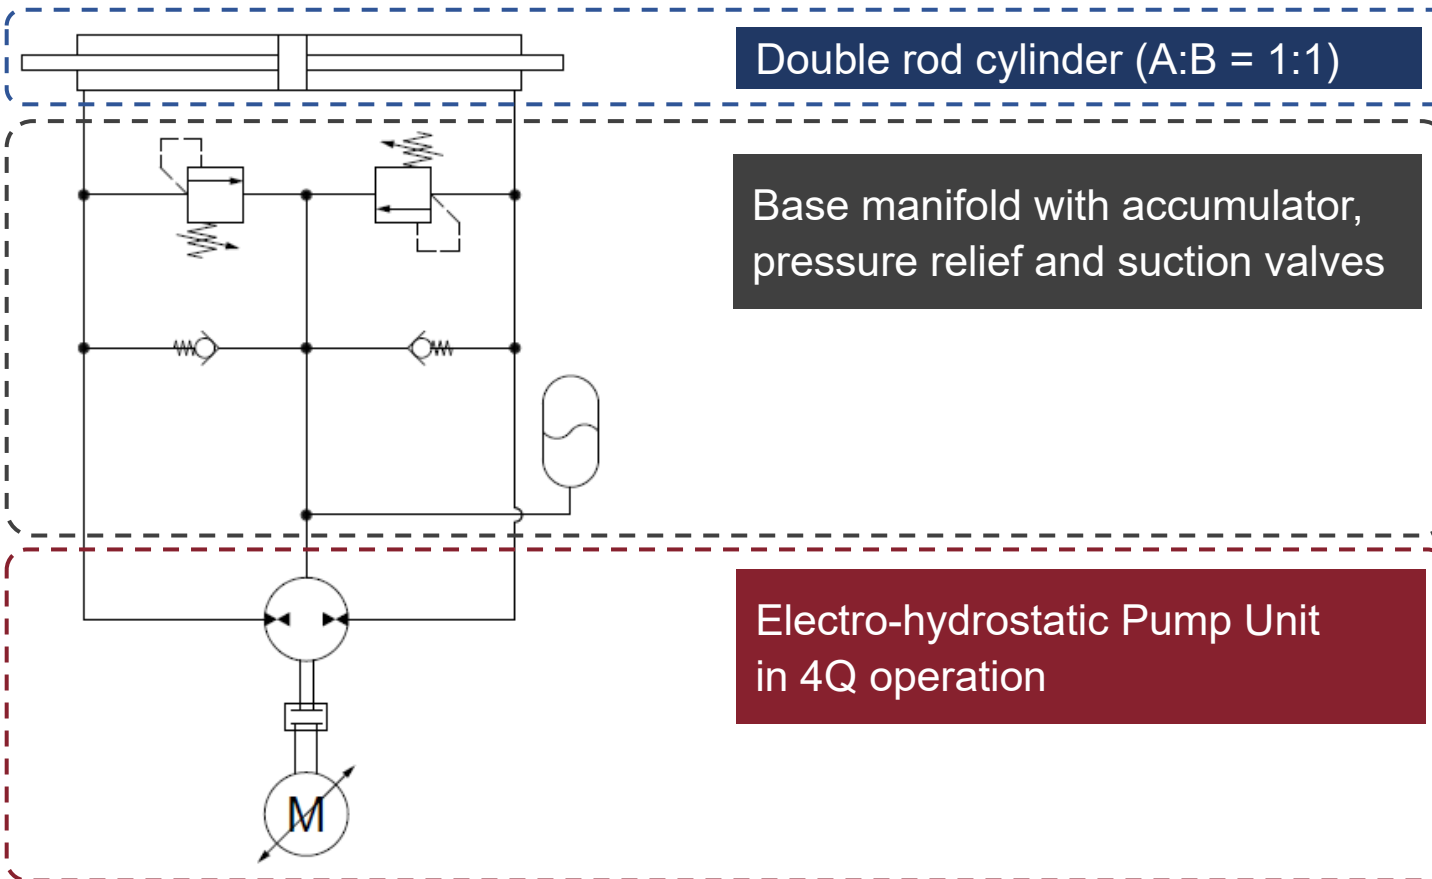 Double rod cylinder (A:B = 1:1)
Base manifold with accumulator,
pressure relief and suction valves
Electro-hydrostatic Pump Unit
in 4Q operation
M